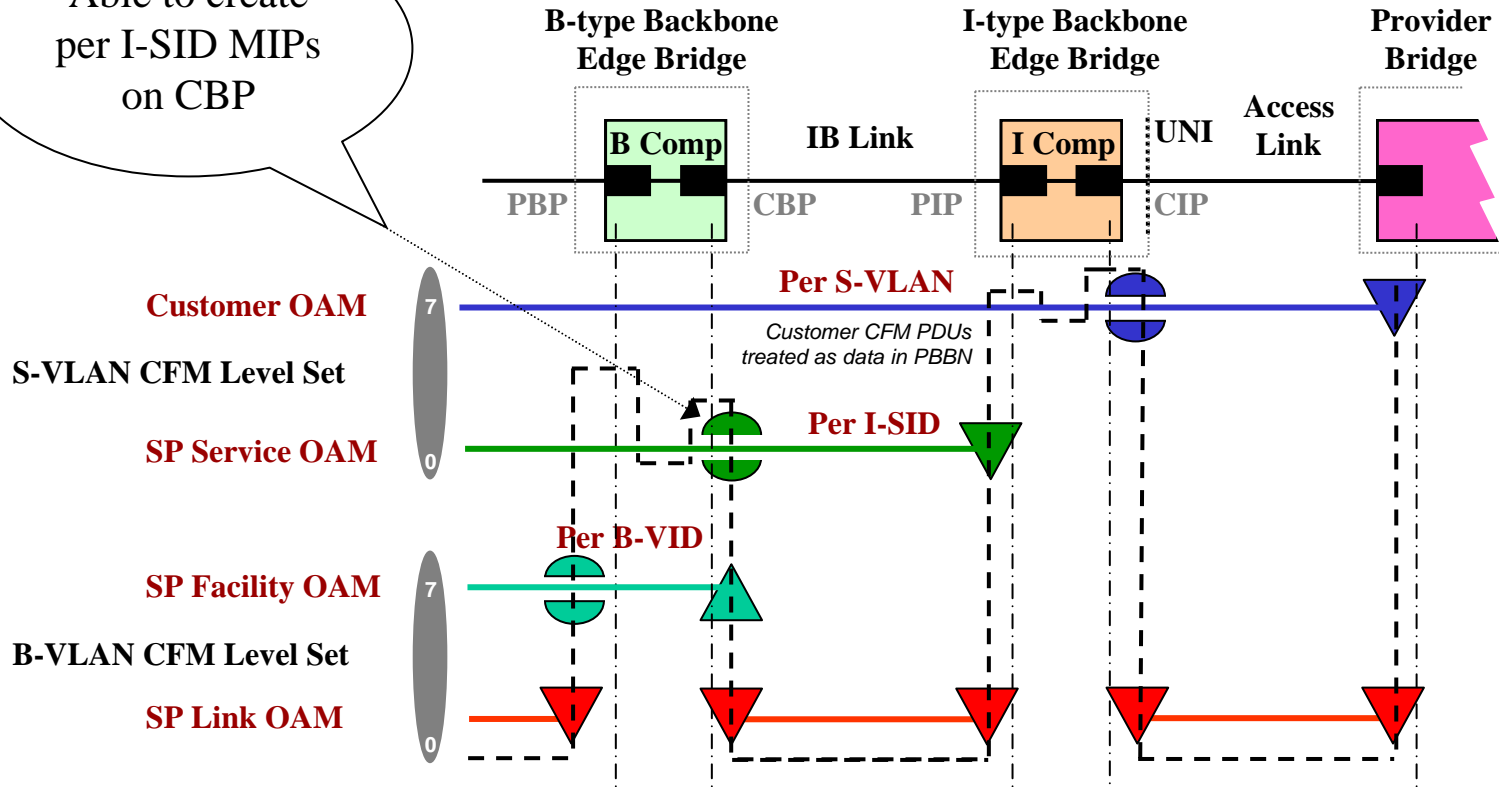 Able to create
per I-SID MIPs
on CBP
B-type Backbone
Edge Bridge
I-type Backbone
Edge Bridge
Provider
Bridge
B Comp
IB Link
I Comp
UNI
Access
Link
PBP
CBP
PIP
CIP
Customer OAM
7
Per S-VLAN
Customer CFM PDUs
treated as data in PBBN
S-VLAN CFM Level Set
SP Service OAM
0
Per I-SID
Per B-VID
SP Facility OAM
7
B-VLAN CFM Level Set
SP Link OAM
0